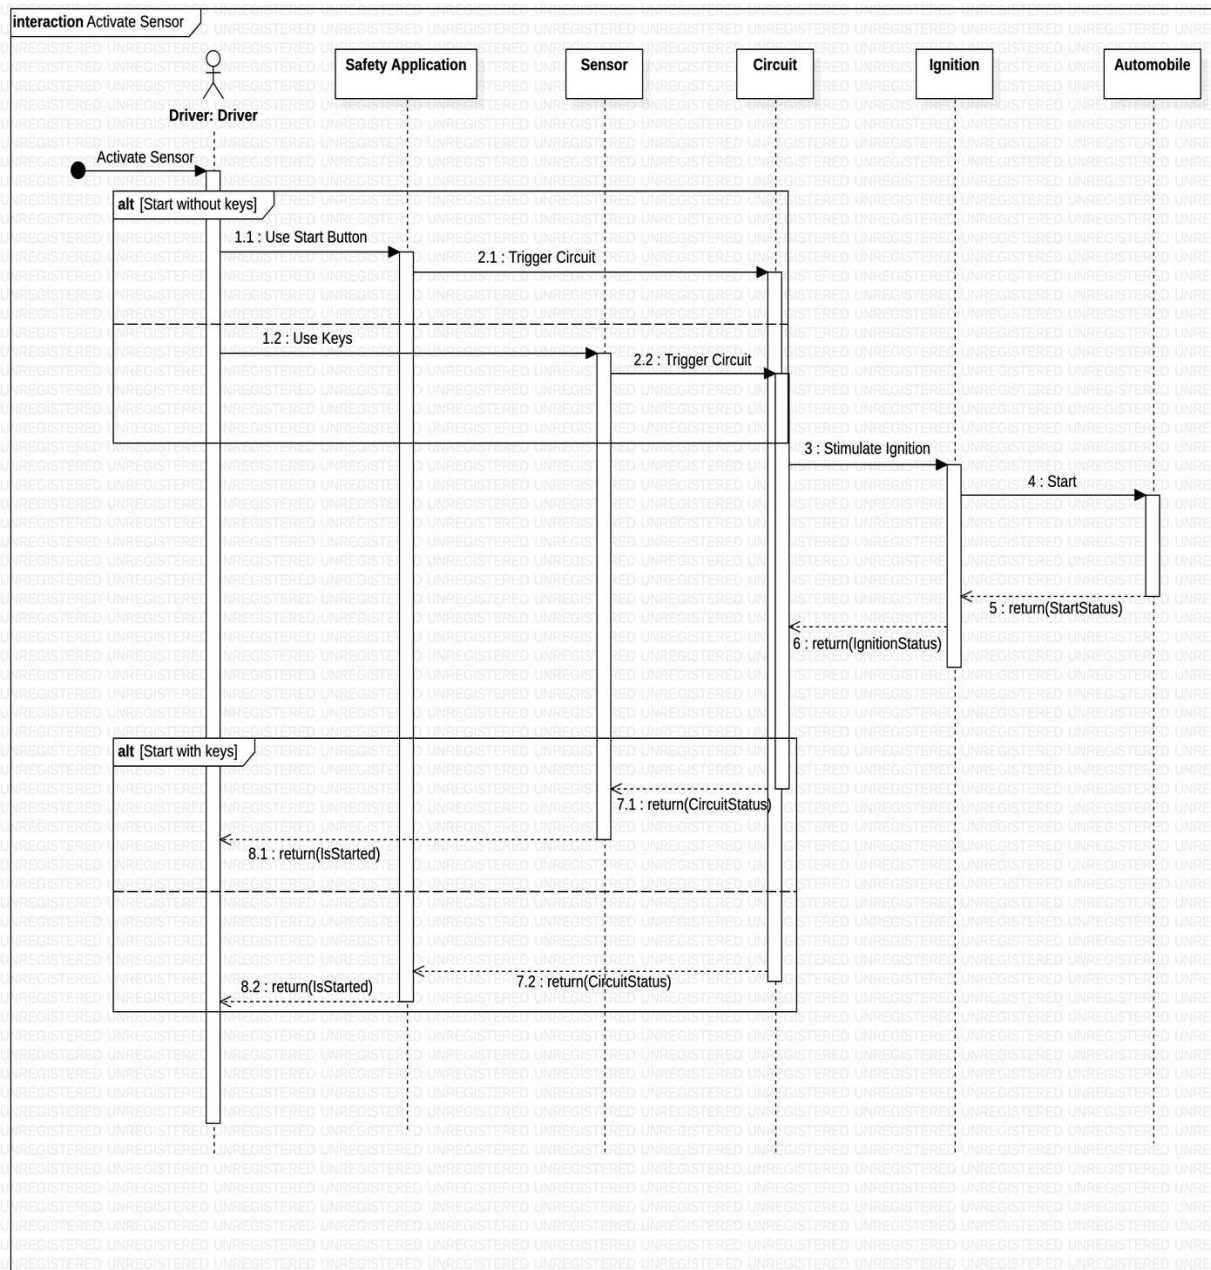 interaction Activate Sensor
Safety Application
Sensor
Circuit
Ignition
Automobile
Driver: Driver
Activate Sensor
alt [Start without keys]
1.1 : Use Start Button
2.1 : Trigger Circuit
1.2 : Use Keys
2.2 : Trigger Circuit
3 : Stimulate Ignition
4 : Start
5 : return(StartStatus)
6 : return(IgnitionStatus)
alt [Start with keys]
7.1 : return(CircuitStatus)
8.1 : return(IsStarted)
7.2 : return(CircuitStatus)
8.2 : return(IsStarted)
UNREGISTERED